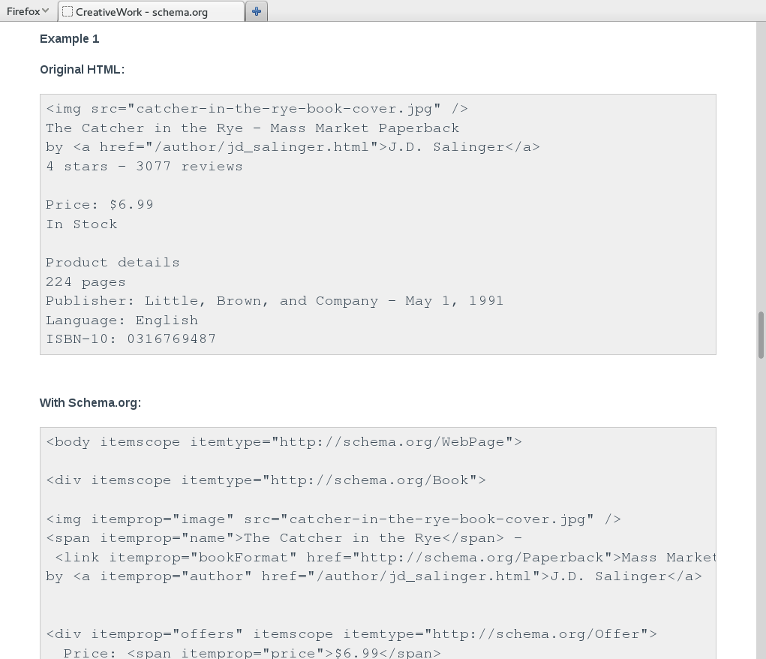 Firefox
CreativeWork - schema.org
Example 1
Original HTML:
<img src="catcher-in-the-rye-book-cover.jpg" />
The Catcher in the Rye - Mass Market Paperback
by <a href="/author/jd_salinger.html">J.D. Salinger</a>
4 stars - 3077 reviews
Price: $6.99
In Stock
Product details
224 pages
Publisher: Little, Brown, and Company - May 1, 1991
Language: English
ISBN-10: 0316769487
With Schema.org:
<body itemscope itemtype="http://schema.org/WebPage">
<div itemscope itemtype="http://schema.org/Book">
<img itemprop="image" src="catcher-in-the-rye-book-cover.jpg" />
<span itemprop="name">The Catcher in the Rye</span> -
<link itemprop="bookFormat" href="http://schema.org/Paperback">Mass Market
by <a itemprop="author" href="/author/jd_salinger.html">J.D. Salinger</a>
<div itemprop="offers" itemscope itemtype="http://schema.org/Offer">
Price: <span itemprop="price">$6.99</span>